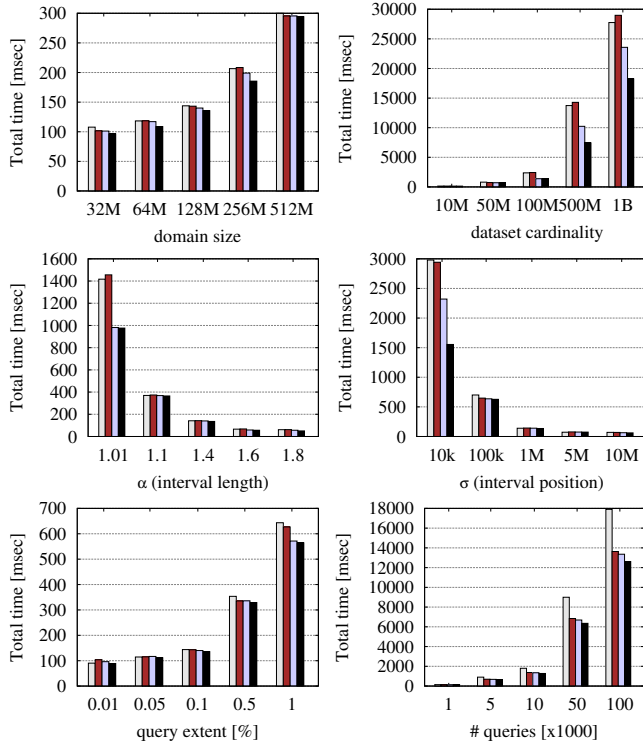 Total time [msec]
300
250
200
150
100
50
0
32M 64M 128M 256M 512M
domain size
Total time [msec]
30000
25000
20000
15000
10000
5000
0
10M 50M 100M 500M 1B
dataset cardinality
Total time [msec]
1600
1400
1200
1000
800
600
400
200
0
1.01 1.1 1.4 1.6 1.8
α (interval length)
Total time [msec]
3000
2500
2000
1500
1000
500
0
10k 100k 1M 5M 10M
σ (interval position)
Total time [msec]
700
600
500
400
300
200
100
0
0.01 0.05 0.1 0.5 1
query extent [%]
Total time [msec]
18000
16000
14000
12000
10000
8000
6000
4000
2000
0
1 5 10 50 100
# queries [x1000]